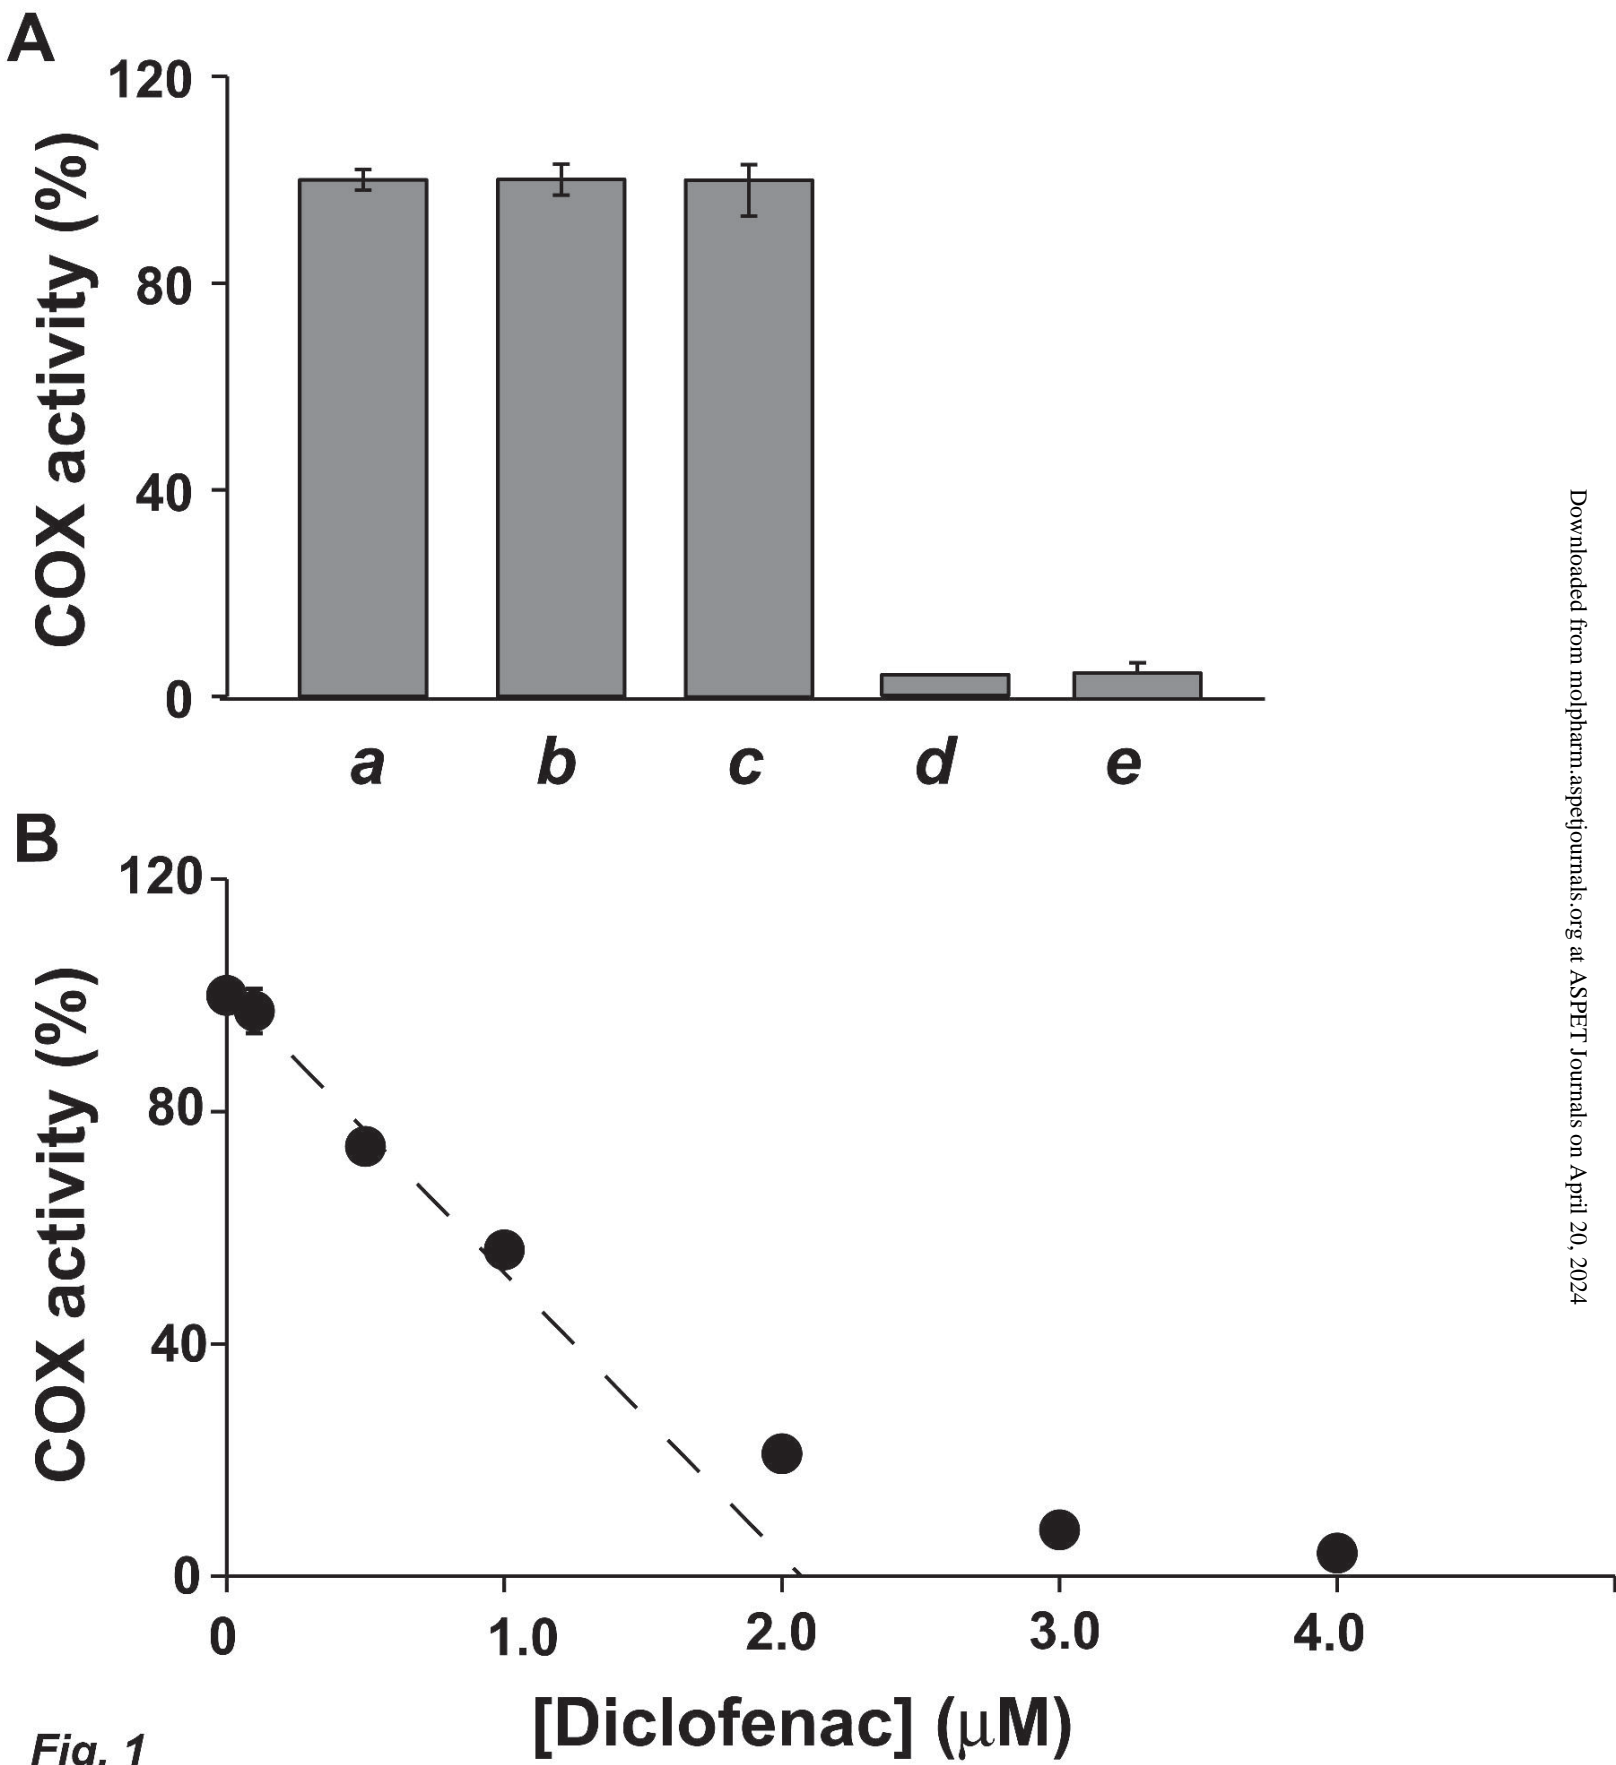 A
120
80
40
0
COX activity (%)
a b c d e
B
120
80
40
0
COX activity (%)
0 1.0 2.0 3.0 4.0
[Diclofenac] (μM)
Fig. 1
Downloaded from molpharm.aspetjournals.org at ASPET Journals on April 20, 2024